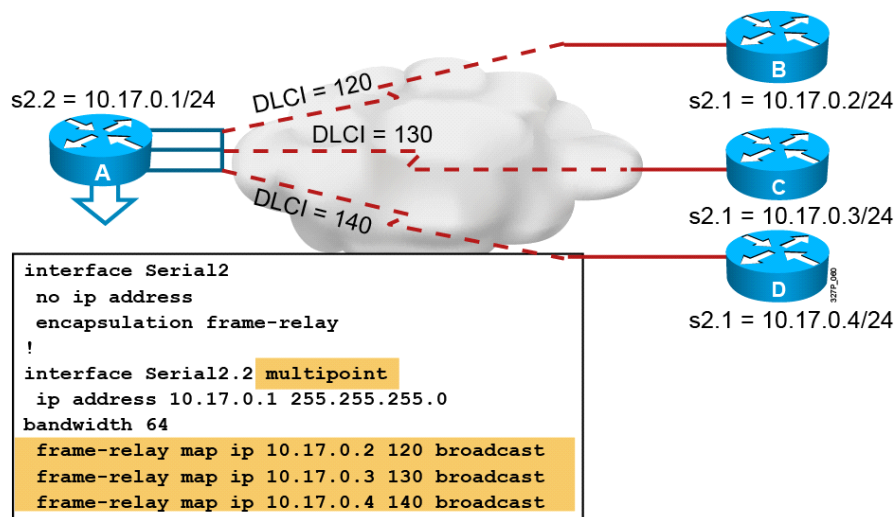 DLCI = 120
B
s2.2 = 10.17.0.1/24
s2.1 = 10.17.0.2/24
DLCI = 130
A
C
DLCI = 140
s2.1 = 10.17.0.3/24
D
327P_060
s2.1 = 10.17.0.4/24
interface Serial2
no ip address
encapsulation frame-relay
!
interface Serial2.2 multipoint
ip address 10.17.0.1 255.255.255.0
bandwidth 64
frame-relay map ip 10.17.0.2 120 broadcast
frame-relay map ip 10.17.0.3 130 broadcast
frame-relay map ip 10.17.0.4 140 broadcast